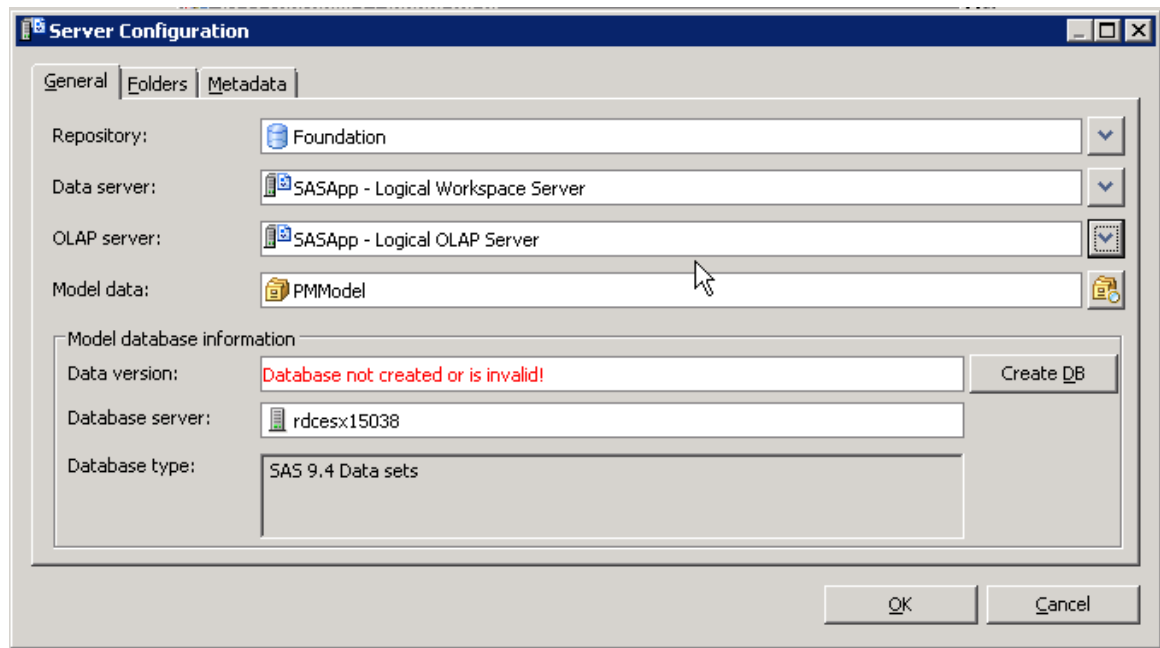 Server Configuration
General Folders Metadata
Repository: Foundation
Data server: SASApp - Logical Workspace Server
OLAP server: SASApp - Logical OLAP Server
Model data: PMModel
Model database information
Data version: Database not created or is invalid! Create DB
Database server: rdcesx15038
Database type: SAS 9.4 Data sets
OK Cancel